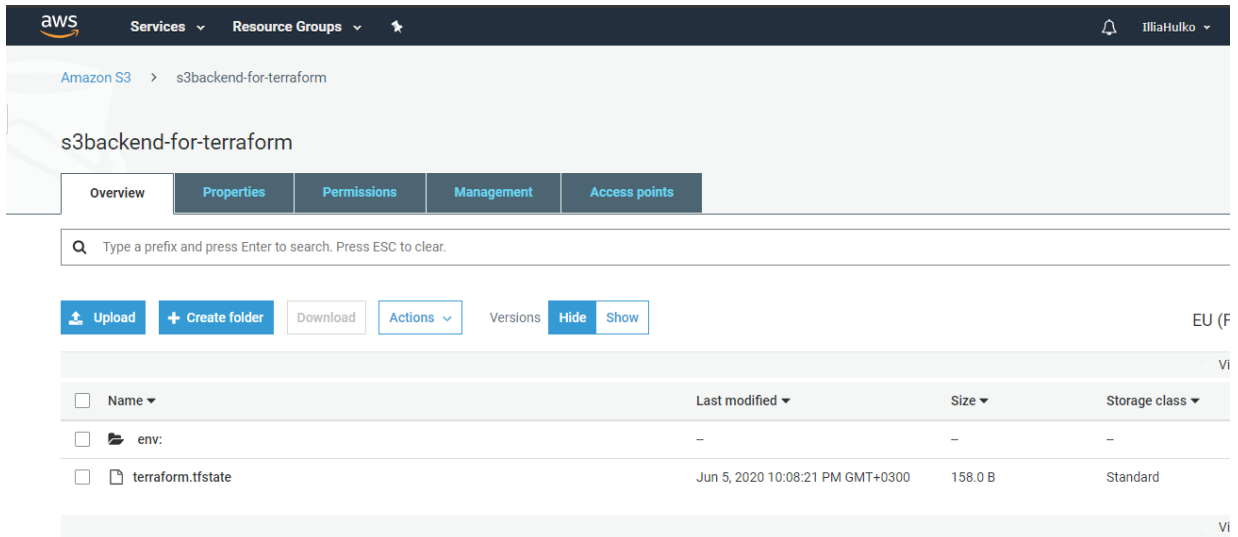 aws Services Resource Groups IlliaHulko
Amazon S3 > s3backend-for-terraform
s3backend-for-terraform
Overview Properties Permissions Management Access points
Type a prefix and press Enter to search. Press ESC to clear.
Upload + Create folder Download Actions Versions Hide Show EU (F
Vi
Name Last modified Size Storage class
env: -- -- --
terraform.tfstate Jun 5, 2020 10:08:21 PM GMT+0300 158.0 B Standard
Vi